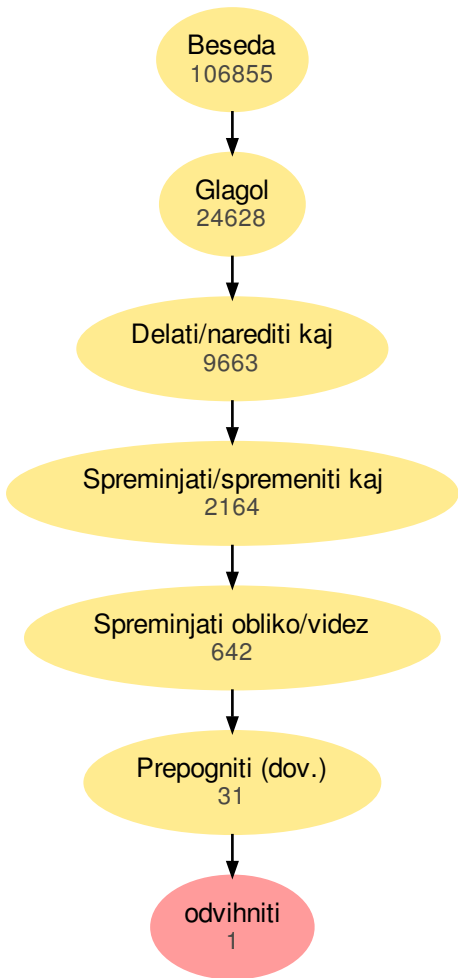 Beseda
106855
Glagol
24628
Delati/narediti kaj
9663
Spreminjati/spremeniti kaj
2164
Spreminjati obliko/videz
642
Prepogniti (dov.)
31
odvihniti
1